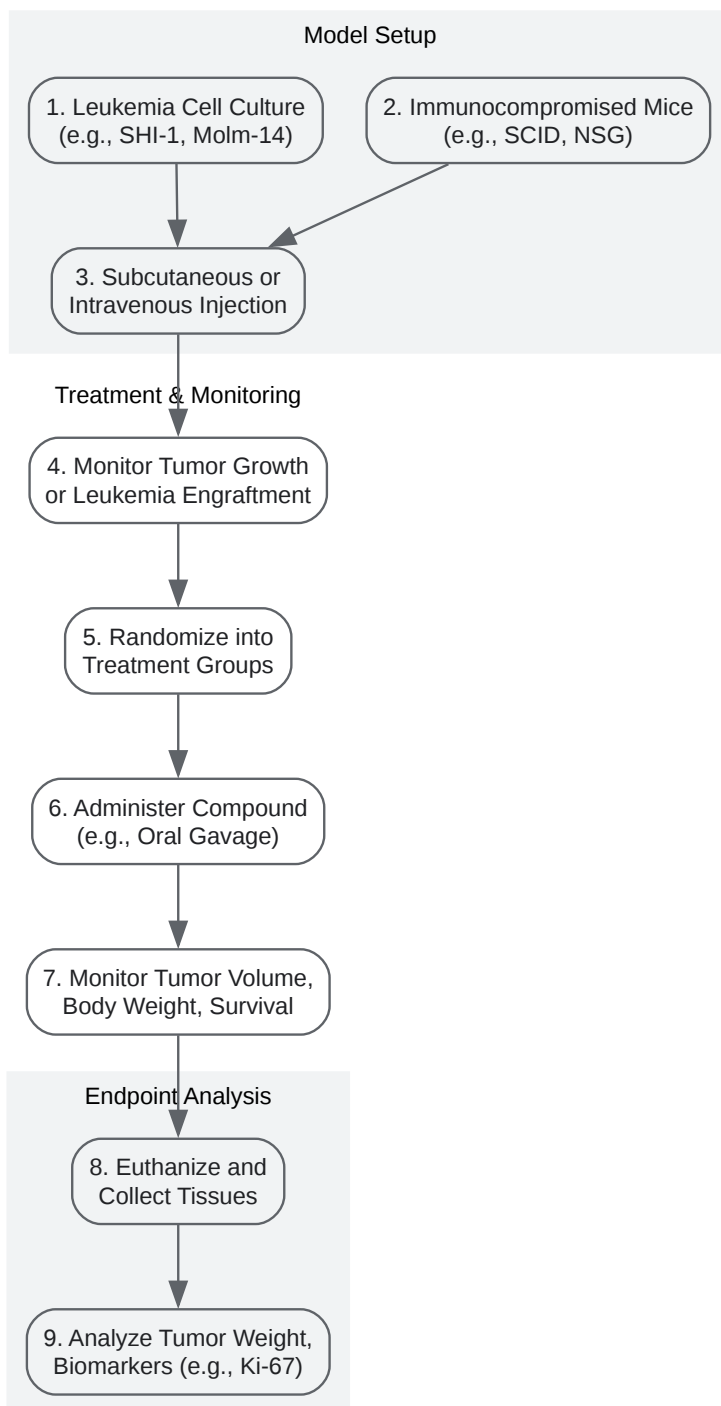 Model Setup
1. Leukemia Cell Culture
(e.g., SHI-1, Molm-14)
2. Immunocompromised Mice
(e.g., SCID, NSG)
3. Subcutaneous or
Intravenous Injection
Treatment & Monitoring
4. Monitor Tumor Growth
or Leukemia Engraftment
5. Randomize into
Treatment Groups
6. Administer Compound
(e.g., Oral Gavage)
7. Monitor Tumor Volume,
Body Weight, Survival
Endpoint Analysis
8. Euthanize and
Collect Tissues
9. Analyze Tumor Weight,
Biomarkers (e.g., Ki-67)